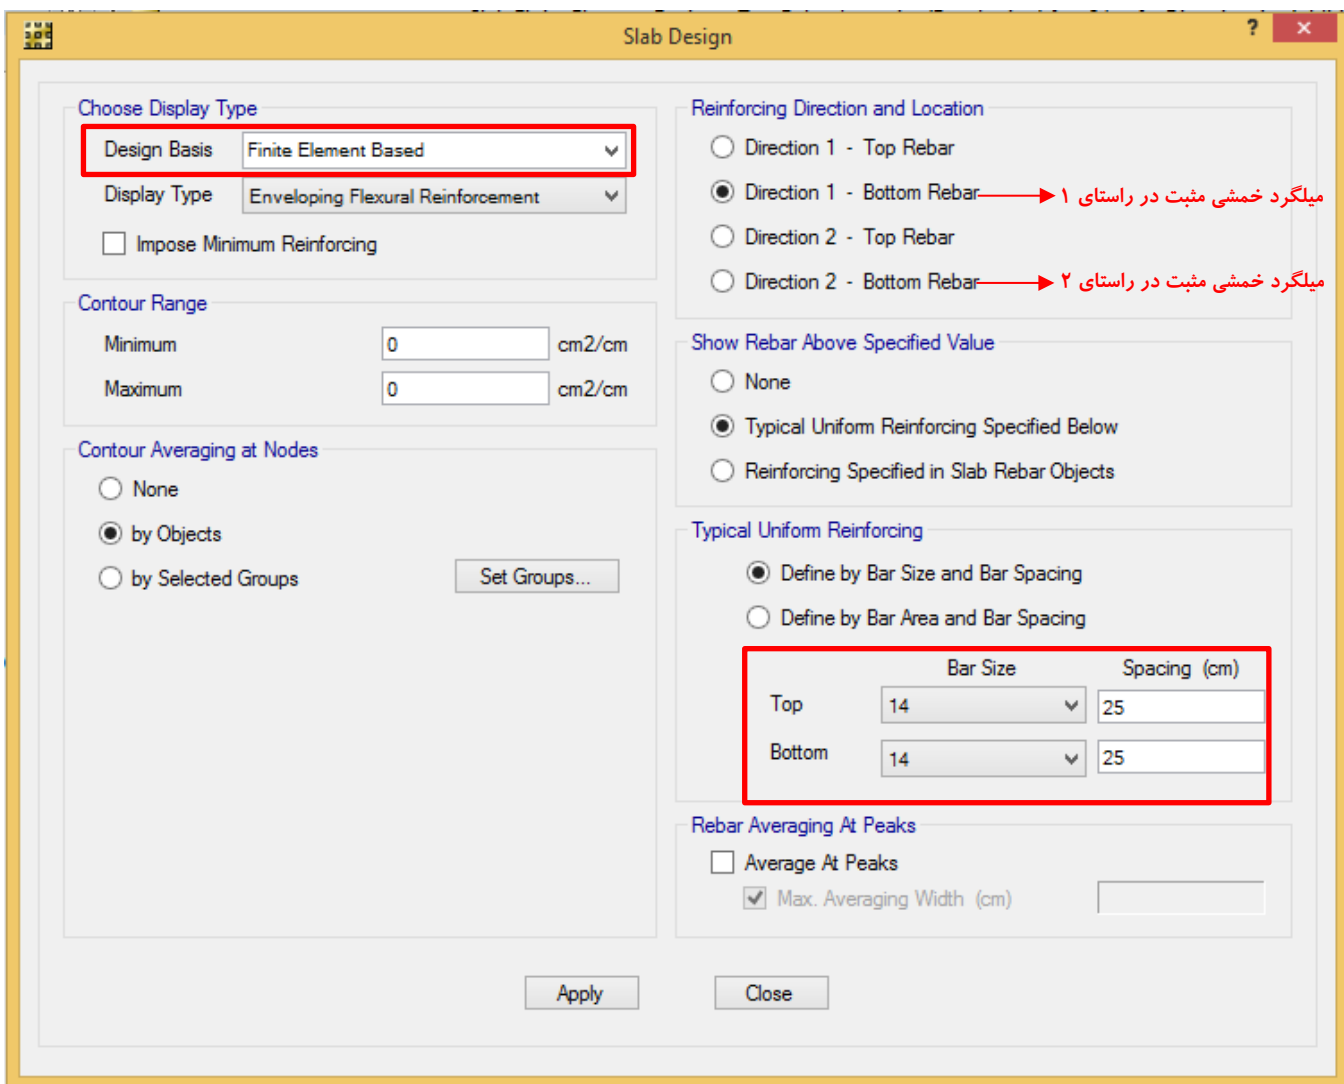 Slab Design
?
Choose Display Type
Design Basis Finite Element Based
Display Type Enveloping Flexural Reinforcement
Impose Minimum Reinforcing
Contour Range
Minimum 0 cm2/cm
Maximum 0 cm2/cm
Contour Averaging at Nodes
None
by Objects
by Selected Groups Set Groups...
Reinforcing Direction and Location
Direction 1 - Top Rebar
Direction 1 - Bottom Rebar میلگرد خمشی مثبت در راستای ۱
Direction 2 - Top Rebar
Direction 2 - Bottom Rebar میلگرد خمشی مثبت در راستای ۲
Show Rebar Above Specified Value
None
Typical Uniform Reinforcing Specified Below
Reinforcing Specified in Slab Rebar Objects
Typical Uniform Reinforcing
Define by Bar Size and Bar Spacing
Define by Bar Area and Bar Spacing
Bar Size Spacing (cm)
Top 14 25
Bottom 14 25
Rebar Averaging At Peaks
Average At Peaks
Max. Averaging Width (cm)
Apply Close